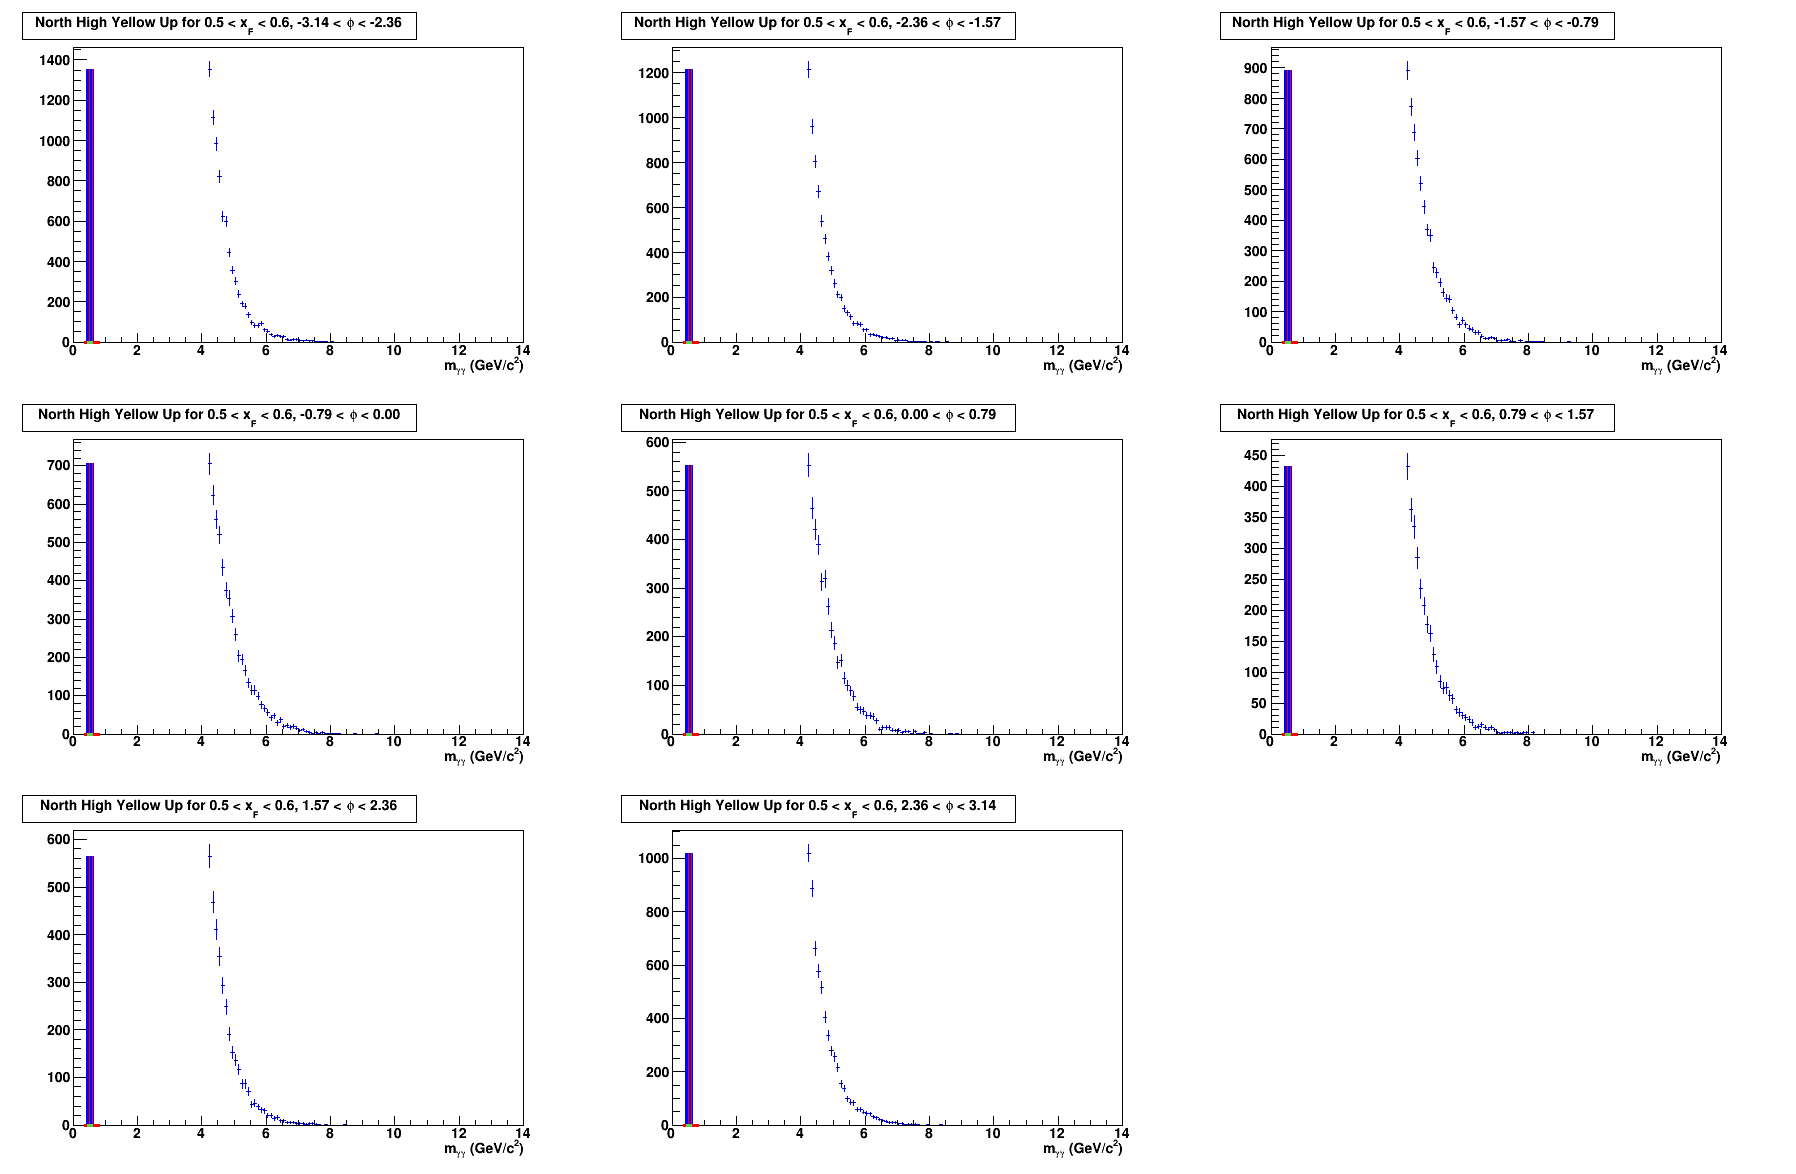 North High Yellow Up for 0.5 < x_F < 0.6, -3.14 < ϕ < -2.36
1400
1200
1000
800
600
400
200
0
0 2 4 6 8 10 12 14
m_γγ (GeV/c²)
North High Yellow Up for 0.5 < x_F < 0.6, -2.36 < ϕ < -1.57
1200
1000
800
600
400
200
0
0 2 4 6 8 10 12 14
m_γγ (GeV/c²)
North High Yellow Up for 0.5 < x_F < 0.6, -1.57 < ϕ < -0.79
900
800
700
600
500
400
300
200
100
0
0 2 4 6 8 10 12 14
m_γγ (GeV/c²)
North High Yellow Up for 0.5 < x_F < 0.6, -0.79 < ϕ < 0.00
700
600
500
400
300
200
100
0
0 2 4 6 8 10 12 14
m_γγ (GeV/c²)
North High Yellow Up for 0.5 < x_F < 0.6, 0.00 < ϕ < 0.79
600
500
400
300
200
100
0
0 2 4 6 8 10 12 14
m_γγ (GeV/c²)
North High Yellow Up for 0.5 < x_F < 0.6, 0.79 < ϕ < 1.57
450
400
350
300
250
200
150
100
50
0
0 2 4 6 8 10 12 14
m_γγ (GeV/c²)
North High Yellow Up for 0.5 < x_F < 0.6, 1.57 < ϕ < 2.36
600
500
400
300
200
100
0
0 2 4 6 8 10 12 14
m_γγ (GeV/c²)
North High Yellow Up for 0.5 < x_F < 0.6, 2.36 < ϕ < 3.14
1000
800
600
400
200
0
0 2 4 6 8 10 12 14
m_γγ (GeV/c²)